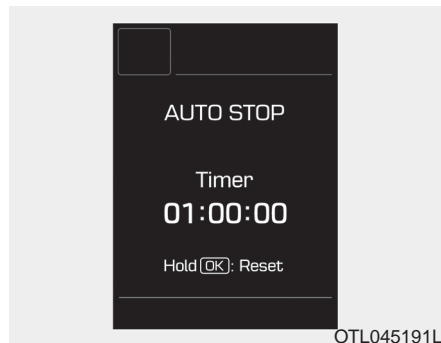 AUTO STOP
Timer
01:00:00
Hold OK: Reset
OTL045191L